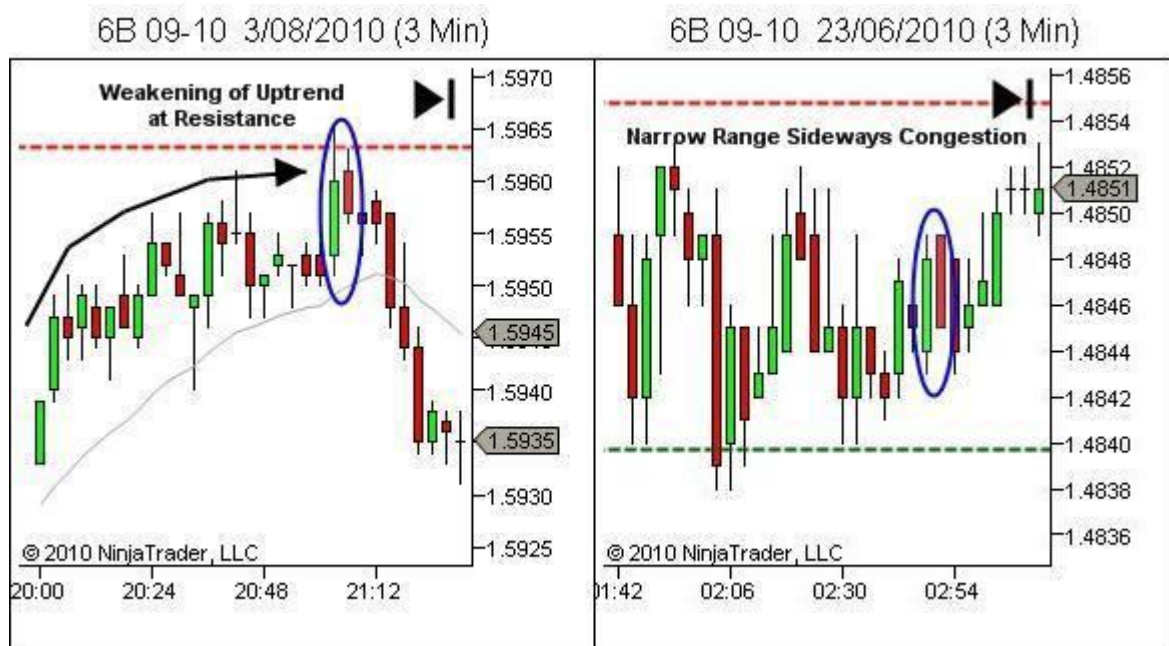 6B 09-10 3/08/2010 (3 Min)
Weakening of Uptrend
at Resistance
1.5970
1.5965
1.5960
1.5955
1.5950
1.5945
1.5940
1.5935
1.5930
1.5925
© 2010 NinjaTrader, LLC
20:00 20:24 20:48 21:12
6B 09-10 23/06/2010 (3 Min)
Narrow Range Sideways Congestion
1.4856
1.4854
1.4852
1.4851
1.4850
1.4848
1.4846
1.4844
1.4842
1.4840
1.4838
1.4836
© 2010 NinjaTrader, LLC
01:42 02:06 02:30 02:54